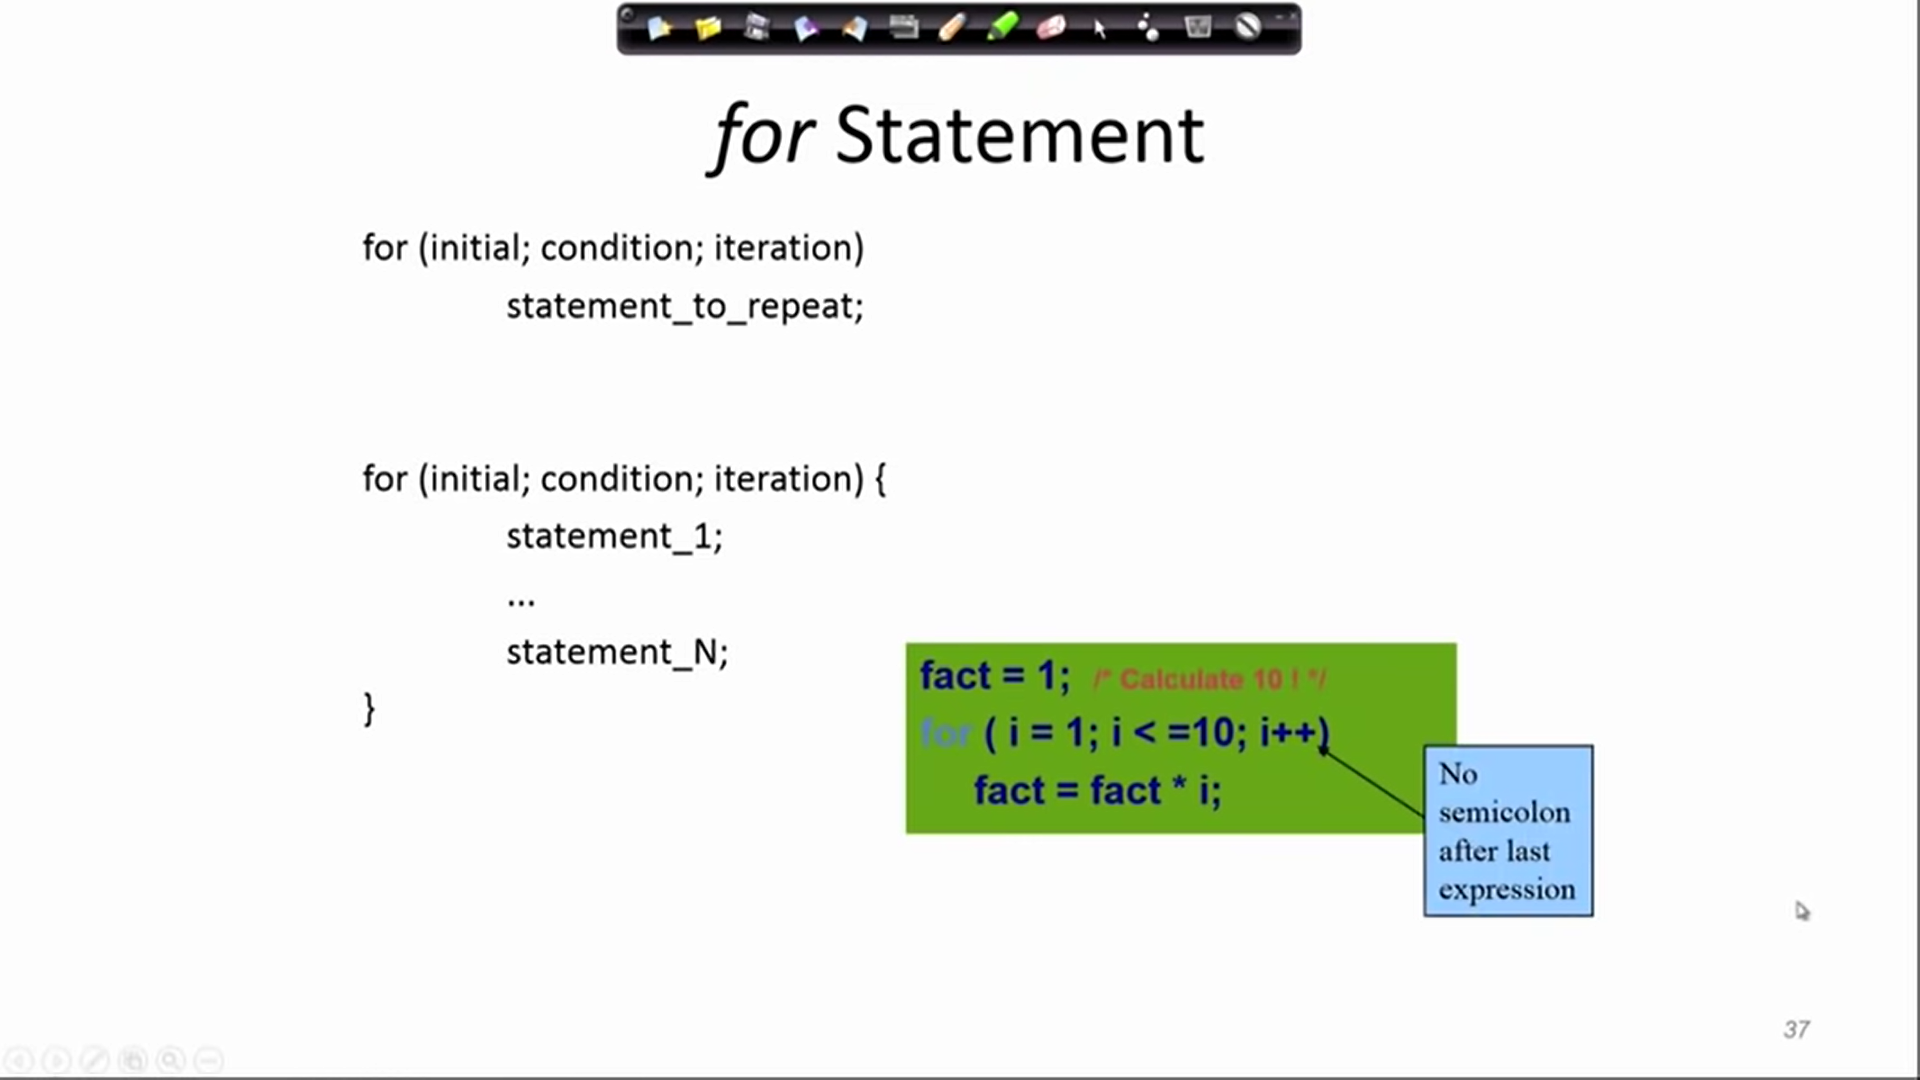 for Statement
for (initial; condition; iteration)
statement_to_repeat;
for (initial; condition; iteration) {
statement_1;
...
statement_N;
}
fact = 1; /* Calculate 10 ! */
for ( i = 1; i < =10; i++)
fact = fact * i;
No
semicolon
after last
expression
37